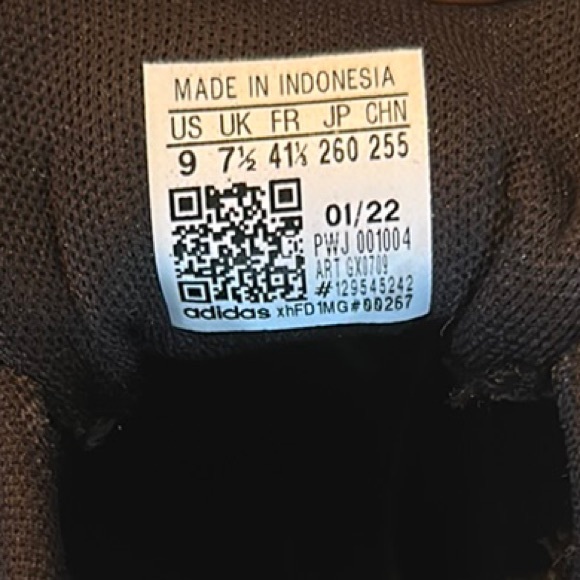 MADE IN INDONESIA
US UK FR JP CHN
9 7½ 41⅓ 260 255
01/22
PWJ 001004
ART GX0709
#129545242
adidas xhFD1MG#00267